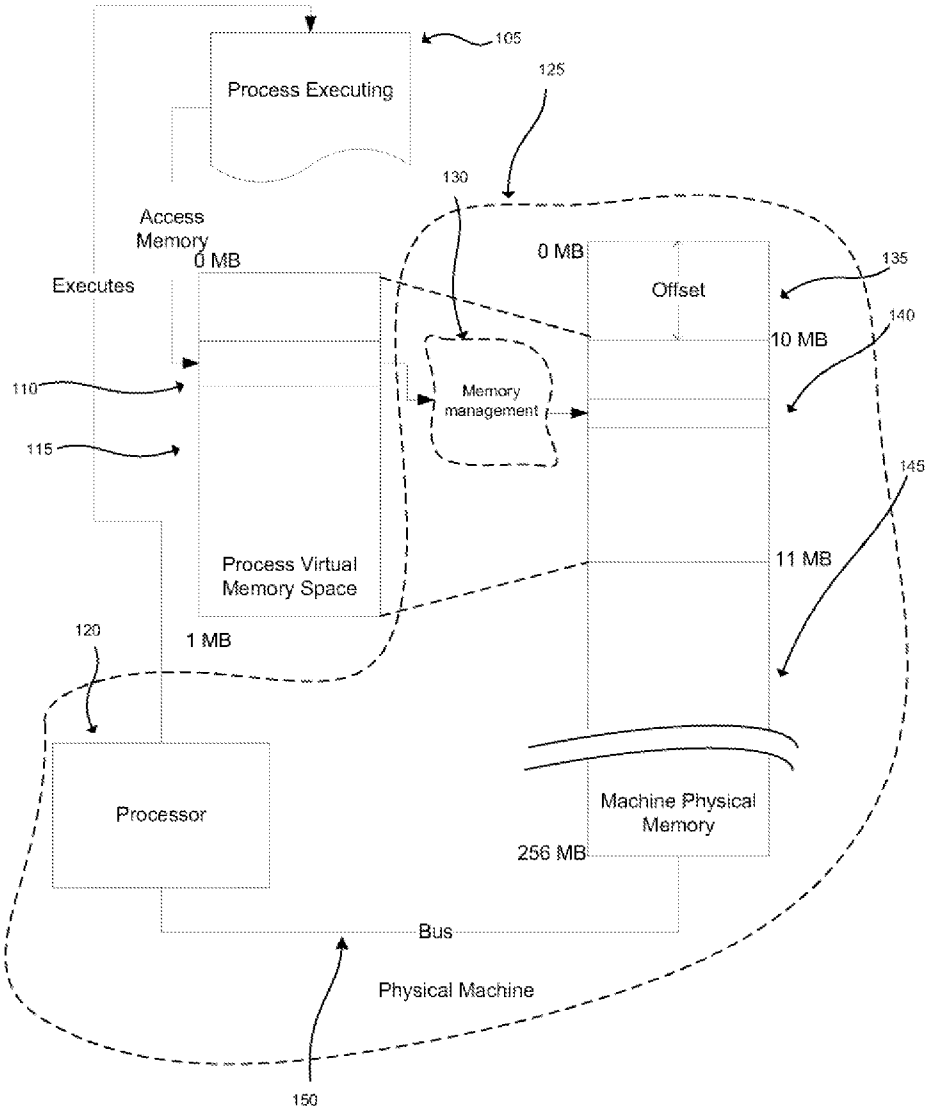 105
Process Executing
125
130
Access
Memory
0 MB
0 MB
Executes
Offset
135
140
10 MB
110
Memory
management
115
145
11 MB
Process Virtual
Memory Space
1 MB
120
Processor
Machine Physical
Memory
256 MB
Bus
Physical Machine
150